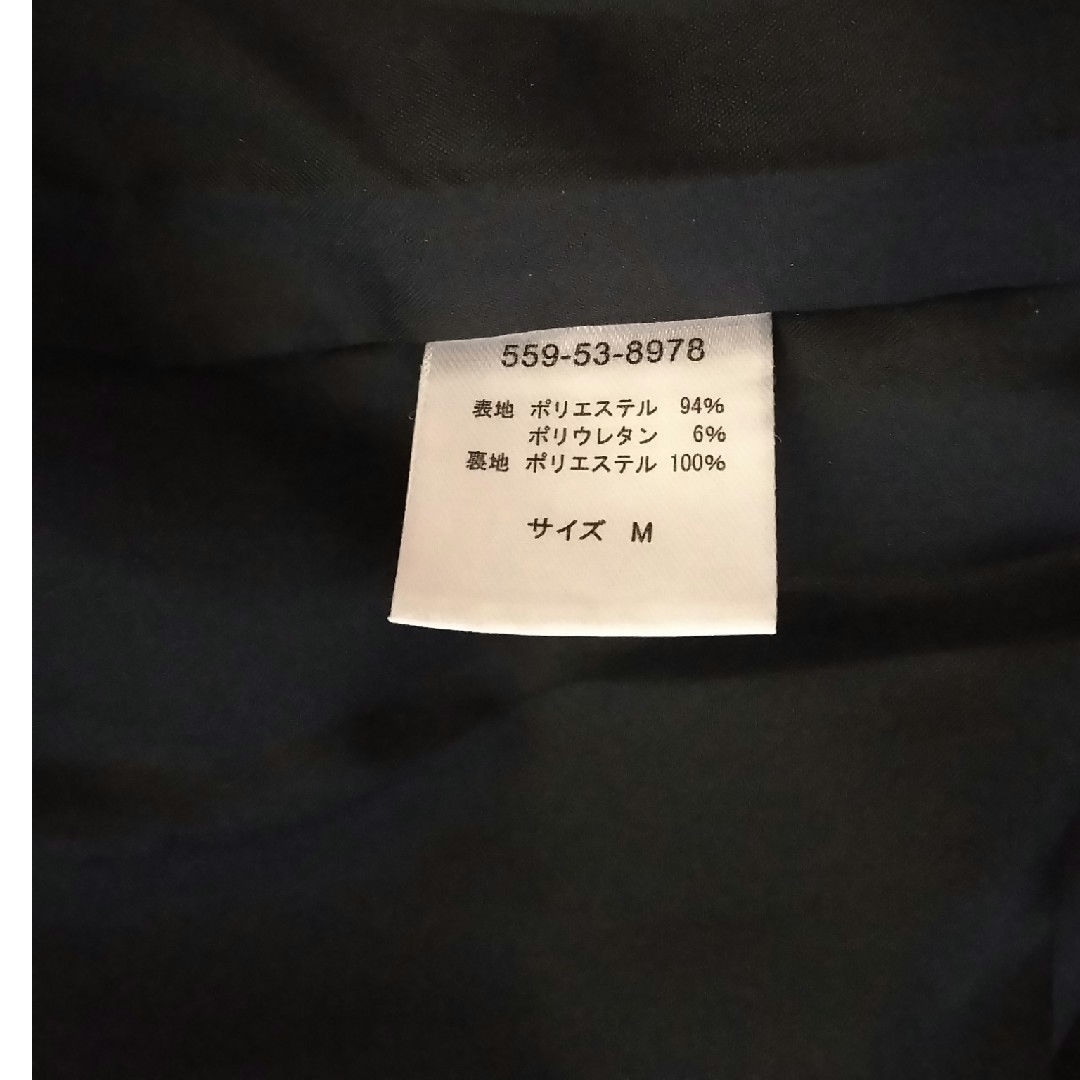 559-53-8978
表地 ポリエステル 94%
ポリウレタン 6%
裏地 ポリエステル 100%
サイズ M